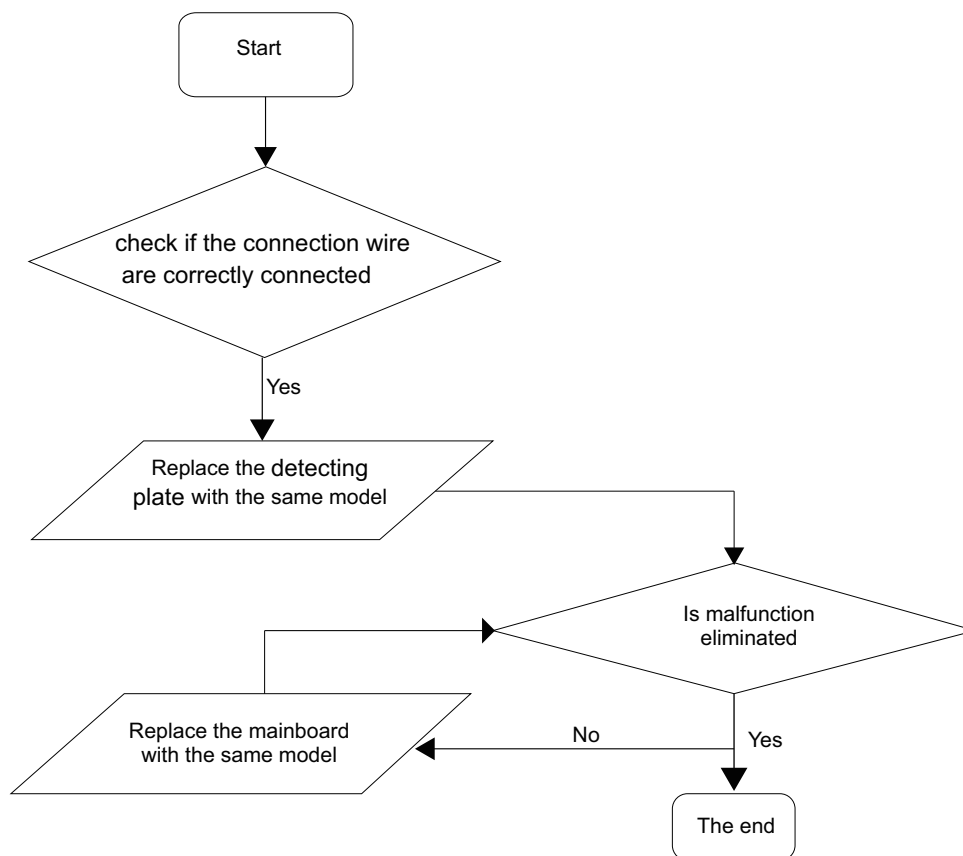 Start
check if the connection wire
are correctly connected
Yes
Replace the detecting
plate with the same model
Is malfunction
eliminated
Replace the mainboard
with the same model
No
Yes
The end